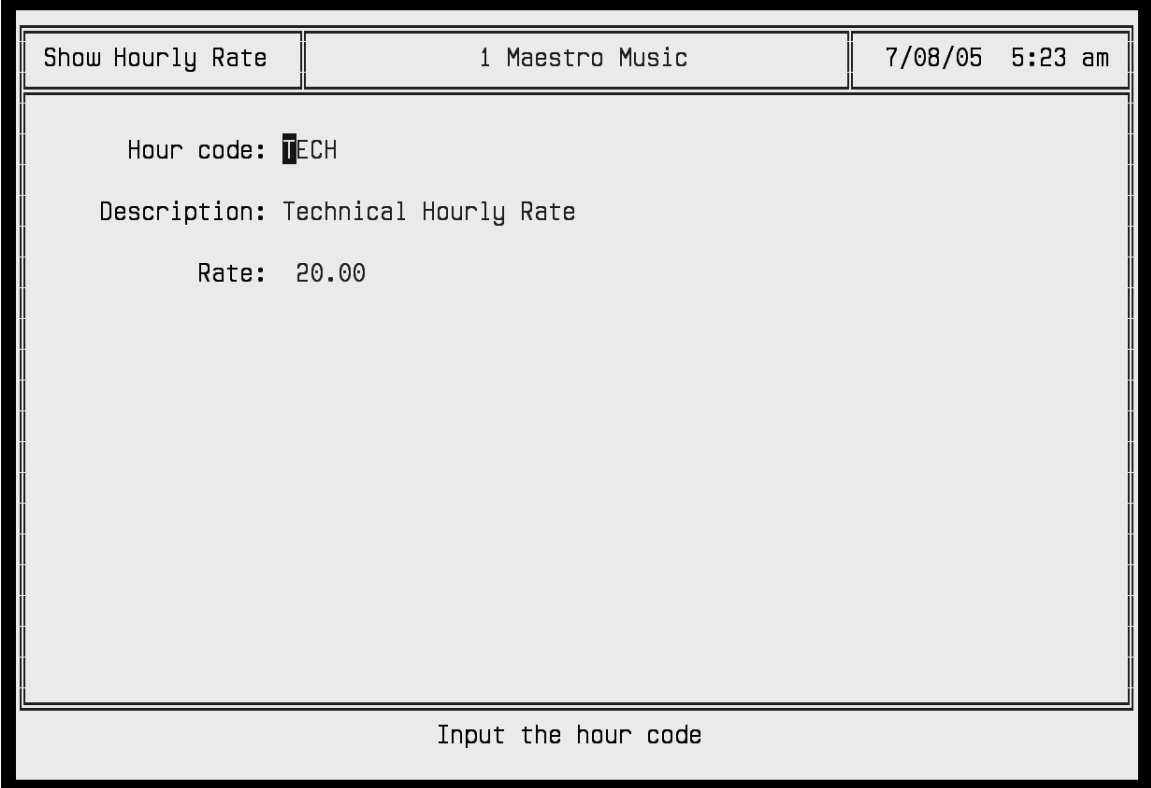 Show Hourly Rate 1 Maestro Music 7/08/05 5:23 am
Hour code: TECH
Description: Technical Hourly Rate
Rate: 20.00
Input the hour code